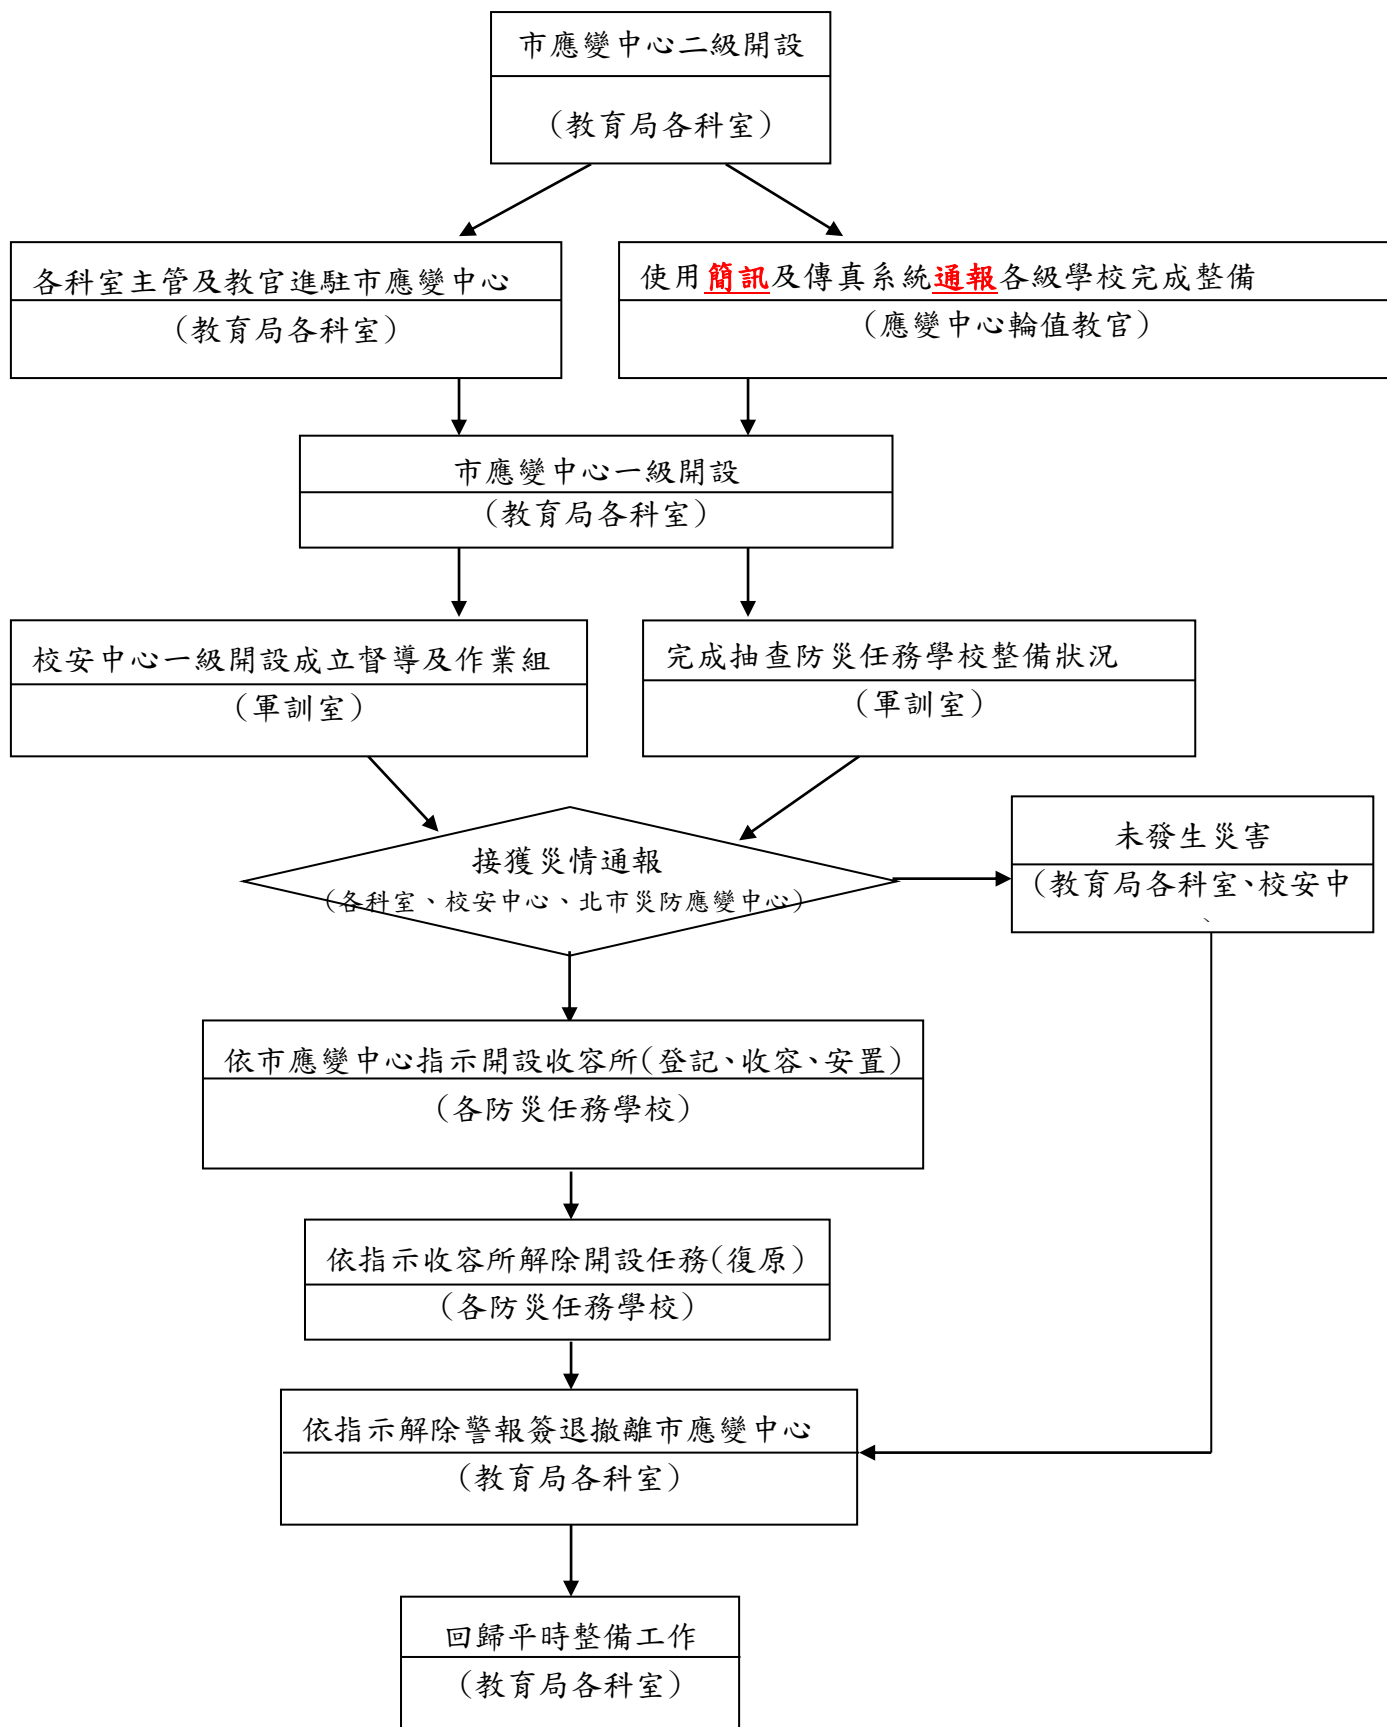 市應變中心二級開設
(教育局各科室)
各科室主管及教官進駐市應變中心
(教育局各科室)
使用簡訊及傳真系統通報各級學校完成整備
(應變中心輪值教官)
市應變中心一級開設
(教育局各科室)
校安中心一級開設成立督導及作業組
(軍訓室)
完成抽查防災任務學校整備狀況
(軍訓室)
接獲災情通報
(各科室、校安中心、北市災防應變中心)
未發生災害
(教育局各科室、校安中
依市應變中心指示開設收容所(登記、收容、安置)
(各防災任務學校)
依指示收容所解除開設任務(復原)
(各防災任務學校)
依指示解除警報簽退撤離市應變中心
(教育局各科室)
回歸平時整備工作
(教育局各科室)